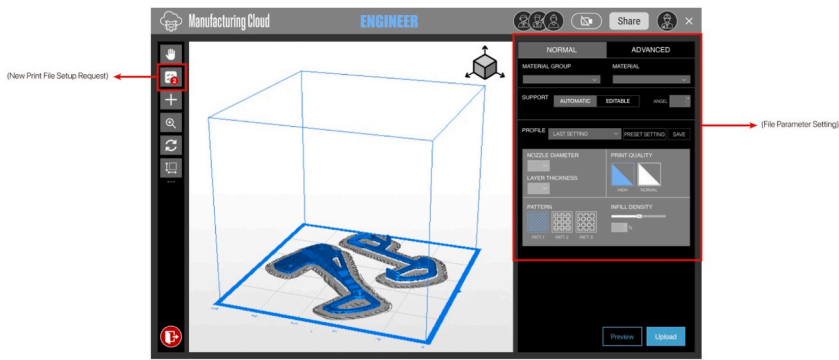 Manufacturing Cloud
ENGINEER
Share
(New Print File Setup Request)
2
NORMAL ADVANCED
MATERIAL GROUP MATERIAL
SUPPORT AUTOMATIC EDITABLE ANGEL °
(File Parameter Setting)
PROFILE LAST SETTING PRESET SETTING SAVE
NOZZLE DIAMETER PRINT QUALITY
LAYER THICKNESS
HIGH NORMAL
PATTERN INFILL DENSITY
PATT.1 PATT. 2 PATT. 3 %
Preview Upload